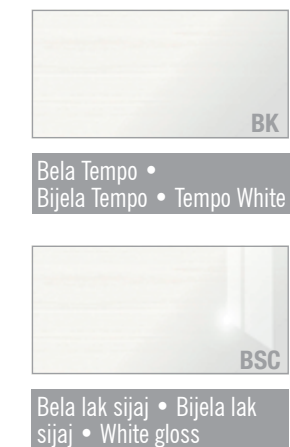 BK
Bela Tempo •
Bijela Tempo • Tempo White
BSC
Bela lak sijaj • Bijela lak
sijaj • White gloss